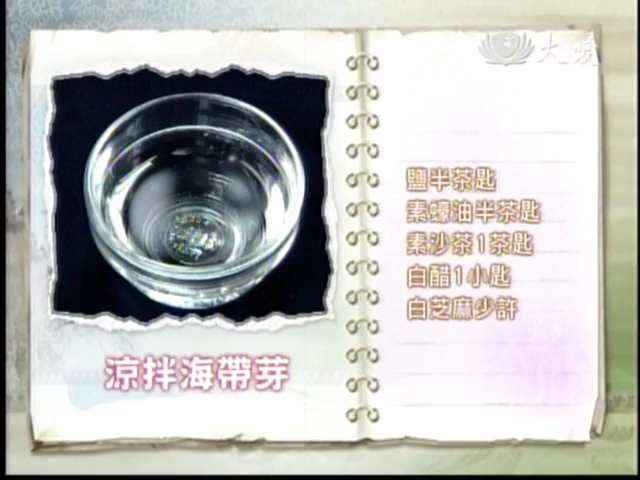 大愛
鹽半茶匙
素蠔油半茶匙
素沙茶1茶匙
白醋1小匙
白芝麻少許
涼拌海帶芽